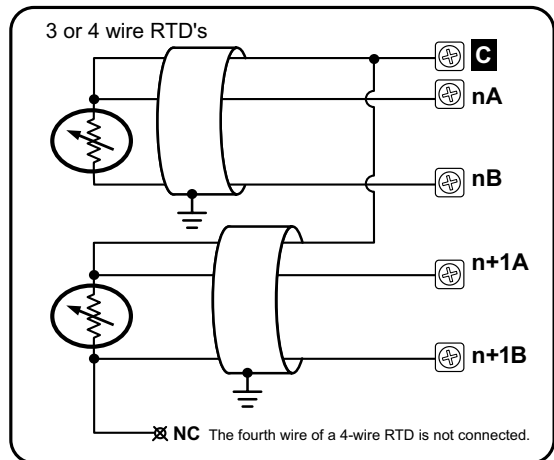 3 or 4 wire RTD's
C
nA
nB
n+1A
n+1B
NC The fourth wire of a 4-wire RTD is not connected.